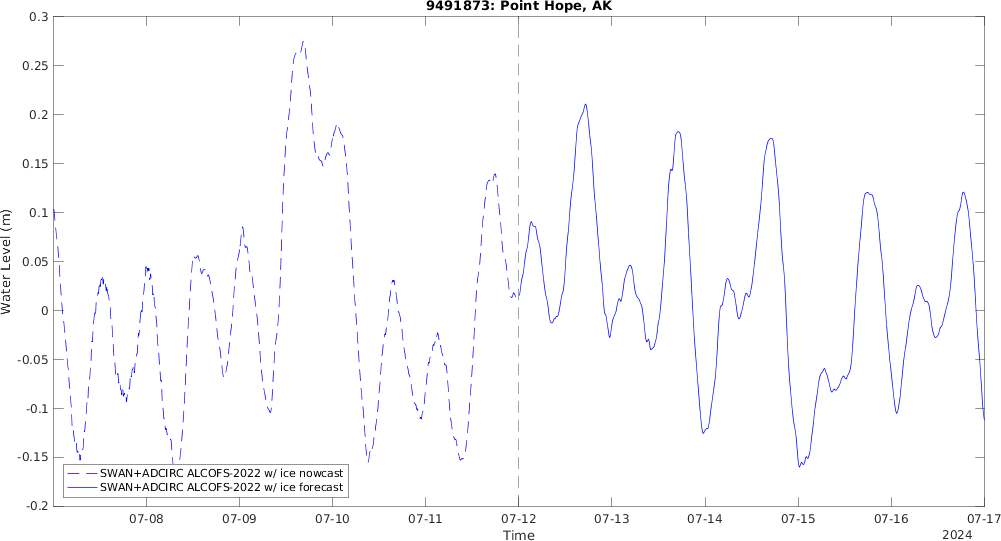 9491873: Point Hope, AK
0.3
0.25
0.2
0.15
0.1
0.05
0
-0.05
-0.1
-0.15
-0.2
Water Level (m)
SWAN+ADCIRC ALCOFS-2022 w/ ice nowcast
SWAN+ADCIRC ALCOFS-2022 w/ ice forecast
07-08 07-09 07-10 07-11 07-12 07-13 07-14 07-15 07-16 07-17
Time
2024